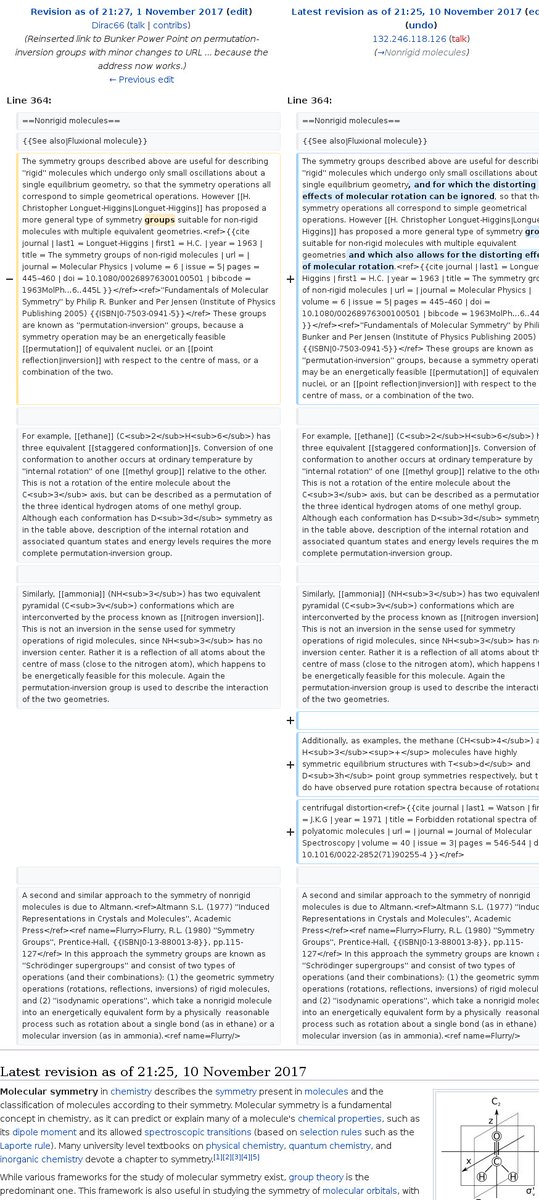 Revision as of 21:27, 1 November 2017 (edit)
Dirac66 (talk | contribs)
(Reinserted link to Bunker Power Point on permutation-
inversion groups with minor changes to URL ... because the
address now works.)
← Previous edit
Latest revision as of 21:25, 10 November 2017
(undo)
132.246.118.126 (talk)
(→Nonrigid molecules)
Line 364:
==Nonrigid molecules==
{{See also|Fluxional molecule}}
The symmetry groups described above are useful for describing
"rigid" molecules which undergo only small oscillations about a
single equilibrium geometry, so that the symmetry operations all
correspond to simple geometrical operations. However [[H.
Christopher Longuet-Higgins|Longuet-Higgins]] has proposed a
more general type of symmetry groups suitable for non-rigid
molecules with multiple equivalent geometries.<ref>{{cite
journal | last1 = Longuet-Higgins | first1 = H.C. | year = 1963 |
title = The symmetry groups of non-rigid molecules | url = |
journal = Molecular Physics | volume = 6 | issue = 5| pages =
445–460 | doi = 10.1080/00268976300100501 | bibcode =
1963MolPh...6..445L }}</ref><ref>''Fundamentals of Molecular
Symmetry'' by Philip R. Bunker and Per Jensen (Institute of Physics
Publishing 2005) {{ISBN|0-7503-0941-5}}</ref> These groups
are known as ''permutation-inversion'' groups, because a
symmetry operation may be an energetically feasible
[[permutation]] of equivalent nuclei, or an [[point
reflection|inversion]] with respect to the centre of mass, or a
combination of the two.
For example, [[ethane]] (C<sub>2</sub>H<sub>6</sub>) has
three equivalent [[staggered conformation]]s. Conversion of one
conformation to another occurs at ordinary temperature by
''internal rotation'' of one [[methyl group]] relative to the other.
This is not a rotation of the entire molecule about the
C<sub>3</sub> axis, but can be described as a permutation of
the three identical hydrogen atoms of one methyl group.
Although each conformation has D<sub>3d</sub> symmetry as
in the table above, description of the internal rotation and
associated quantum states and energy levels requires the more
complete permutation-inversion group.
Similarly, [[ammonia]] (NH<sub>3</sub>) has two equivalent
pyramidal (C<sub>3v</sub>) conformations which are
interconverted by the process known as [[nitrogen inversion]].
This is not an inversion in the sense used for symmetry
operations of rigid molecules, since NH<sub>3</sub> has no
inversion center. Rather it is a reflection of all atoms about the
centre of mass (close to the nitrogen atom), which happens to
be energetically feasible for this molecule. Again the
permutation-inversion group is used to describe the interaction
of the two geometries.
A second and similar approach to the symmetry of nonrigid
molecules is due to Altmann.<ref>Altmann S.L. (1977) ''Induced
Representations in Crystals and Molecules'', Academic
Press</ref><ref name=Flurry>Flurry, R.L. (1980) ''Symmetry
Groups'', Prentice-Hall, {{ISBN|0-13-880013-8}}, pp.115-
127</ref> In this approach the symmetry groups are known as
''Schrödinger supergroups'' and consist of two types of
operations (and their combinations): (1) the geometric symmetry
operations (rotations, reflections, inversions) of rigid molecules,
and (2) ''isodynamic operations'', which take a nonrigid molecule
into an energetically equivalent form by a physically reasonable
process such as rotation about a single bond (as in ethane) or a
molecular inversion (as in ammonia).<ref name=Flurry/>
Line 364:
==Nonrigid molecules==
{{See also|Fluxional molecule}}
The symmetry groups described above are useful for
"rigid" molecules which undergo only small oscillations about
single equilibrium geometry, and for which the distorting
effects of molecular rotation can be ignored, so that
symmetry operations all correspond to simple geometrical
operations. However [[H. Christopher
Higgins]] has proposed a more general type of symmetry
suitable for non-rigid molecules with multiple equivalent
geometries and which also allows for the distorting
of molecular rotation.<ref>{{cite journal | last1 = Longuet-
Higgins | first1 = H.C. | year = 1963 | title = The symmetry
of non-rigid molecules | url = | journal = Molecular Physics |
volume = 6 | issue = 5| pages = 445–460 | doi =
10.1080/00268976300100501 | bibcode = 1963MolPh...6..
}}</ref><ref>''Fundamentals of Molecular Symmetry'' by Philip
Bunker and Per Jensen (Institute of Physics Publishing 2005)
{{ISBN|0-7503-0941-5}}</ref> These groups are known as
''permutation-inversion'' groups, because a symmetry operation
may be an energetically feasible [[permutation]] of equivalent
nuclei, or an [[point reflection|inversion]] with respect to the
centre of mass, or a combination of the two.
For example, [[ethane]] (C<sub>2</sub>H<sub>6</sub>)
three equivalent [[staggered conformation]]s. Conversion of
conformation to another occurs at ordinary temperature by
''internal rotation'' of one [[methyl group]] relative to the
This is not a rotation of the entire molecule about the
C<sub>3</sub> axis, but can be described as a permutation
the three identical hydrogen atoms of one methyl group.
Although each conformation has D<sub>3d</sub>
in the table above, description of the internal rotation and
associated quantum states and energy levels requires the
complete permutation-inversion group.
Similarly, [[ammonia]] (NH<sub>3</sub>) has two equivalent
pyramidal (C<sub>3v</sub>) conformations which are
interconverted by the process known as [[nitrogen
This is not an inversion in the sense used for symmetry
operations of rigid molecules, since NH<sub>3</sub> has
inversion center. Rather it is a reflection of all atoms about
centre of mass (close to the nitrogen atom), which happens
be energetically feasible for this molecule. Again the
permutation-inversion group is used to describe the
of the two geometries.
Additionally, as examples, the methane (CH<sub>4</sub>)
H<sub>3</sub><sup>+</sup> molecules have highly
symmetric equilibrium structures with T<sub>d</sub> and
D<sub>3h</sub> point group symmetries respectively, but
do have observed pure rotation spectra because of
centrifugal distortion<ref>{{cite journal | last1 = Watson |
= J.K.G | year = 1971 | title = Forbidden rotational spectra of
polyatomic molecules | url = | journal = Journal of Molecular
Spectroscopy | volume = 40 | issue = 3| pages = 546-544 |
10.1016/0022-2852(71)90255-4 }}</ref>
A second and similar approach to the symmetry of nonrigid
molecules is due to Altmann.<ref>Altmann S.L. (1977)
Representations in Crystals and Molecules'', Academic
Press</ref><ref name=Flurry>Flurry, R.L. (1980) ''Symmetry
Groups'', Prentice-Hall, {{ISBN|0-13-880013-8}}, pp.115-
127</ref> In this approach the symmetry groups are known
''Schrödinger supergroups'' and consist of two types of
operations (and their combinations): (1) the geometric
operations (rotations, reflections, inversions) of rigid
and (2) ''isodynamic operations'', which take a nonrigid
into an energetically equivalent form by a physically reasonable
process such as rotation about a single bond (as in ethane)
molecular inversion (as in ammonia).<ref name=Flurry/>
Latest revision as of 21:25, 10 November 2017
Molecular symmetry in chemistry describes the symmetry present in molecules and the
classification of molecules according to their symmetry. Molecular symmetry is a fundamental
concept in chemistry, as it can predict or explain many of a molecule's chemical properties, such as
its dipole moment and its allowed spectroscopic transitions (based on selection rules such as the
Laporte rule). Many university level textbooks on physical chemistry, quantum chemistry, and
inorganic chemistry devote a chapter to symmetry.[1][2][3][4][5]
While various frameworks for the study of molecular symmetry exist, group theory is the
predominant one. This framework is also useful in studying the symmetry of molecular orbitals, with
C₂
z
O
C
x
H
H